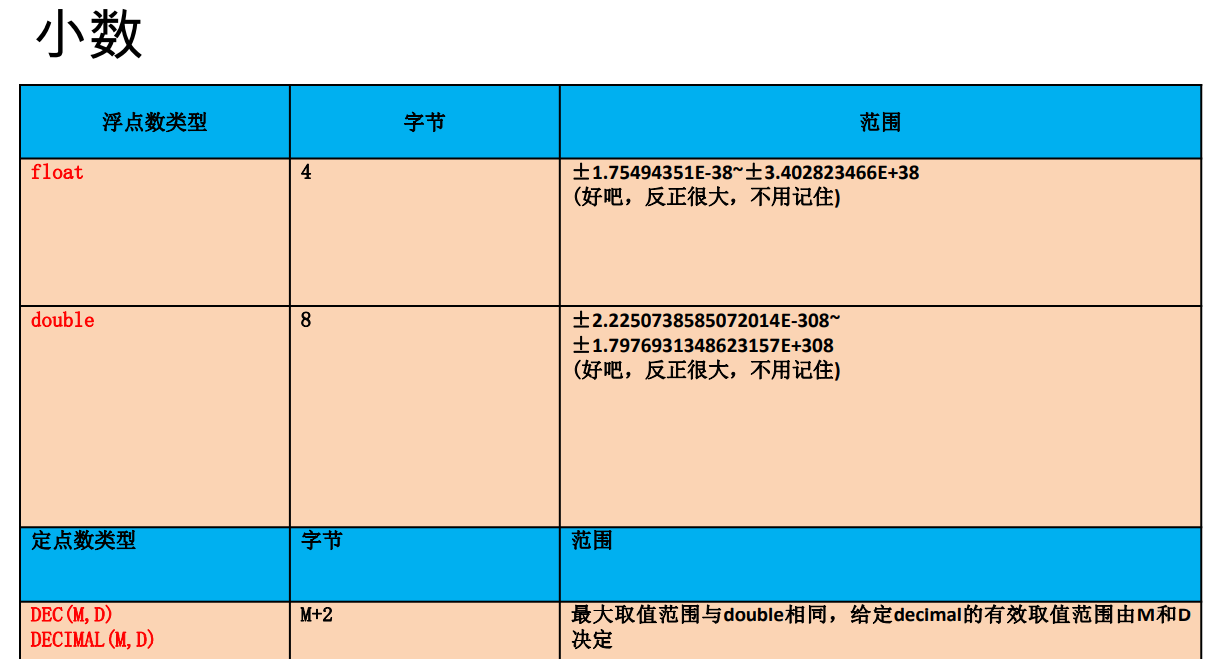 小数
浮点数类型 字节 范围
float 4 ±1.75494351E-38~±3.402823466E+38
(好吧，反正很大，不用记住)
double 8 ±2.2250738585072014E-308~
±1.7976931348623157E+308
(好吧，反正很大，不用记住)
定点数类型 字节 范围
DEC(M,D) M+2 最大取值范围与double相同，给定decimal的有效取值范围由M和D
DECIMAL(M,D) 决定